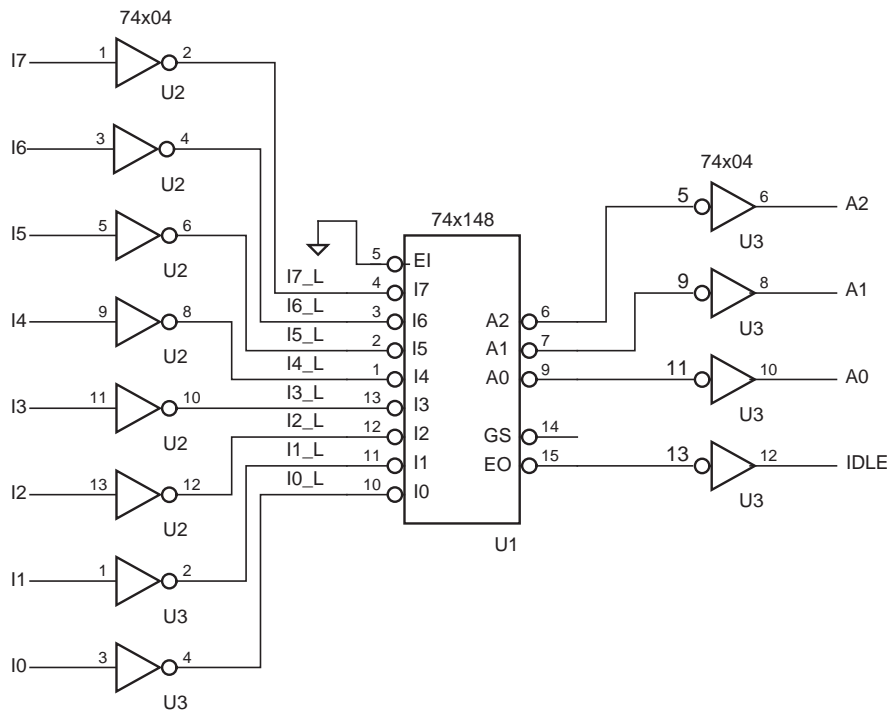 74x04
I7 1 2
U2
I6 3 4
U2
74x04
I5 5 6
U2
5 6 A2
U3
74x148
5 EI
I7_L 4 I7
I6_L 3 I6
I5_L 2 I5
I4_L 1 I4
I3_L 13 I3
I2_L 12 I2
I1_L 11 I1
I0_L 10 I0
A2 6
A1 7
A0 9
GS 14
EO 15
U1
9 8 A1
U3
I4 9 8
U2
11 10 A0
U3
I3 11 10
U2
13 12 IDLE
U3
I2 13 12
U2
I1 1 2
U3
I0 3 4
U3